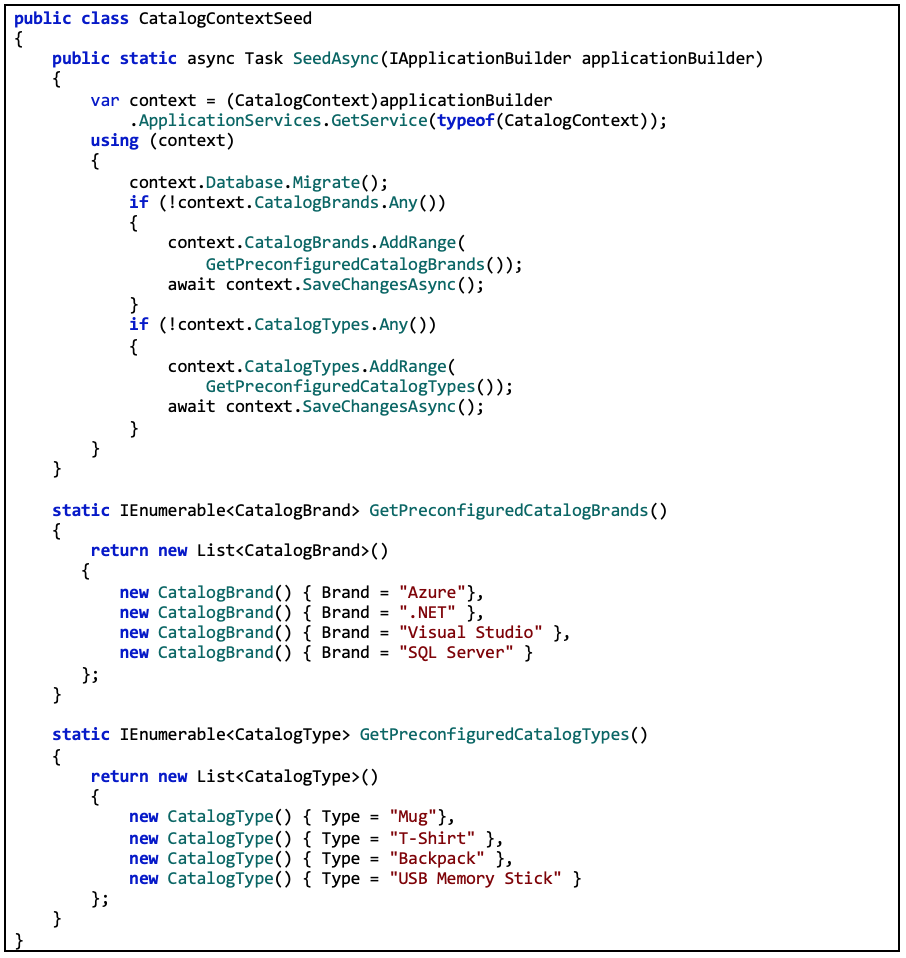 public class CatalogContextSeed
{
    public static async Task SeedAsync(IApplicationBuilder applicationBuilder)
    {
        var context = (CatalogContext)applicationBuilder
            .ApplicationServices.GetService(typeof(CatalogContext));
        using (context)
        {
            context.Database.Migrate();
            if (!context.CatalogBrands.Any())
            {
                context.CatalogBrands.AddRange(
                    GetPreconfiguredCatalogBrands());
                await context.SaveChangesAsync();
            }
            if (!context.CatalogTypes.Any())
            {
                context.CatalogTypes.AddRange(
                    GetPreconfiguredCatalogTypes());
                await context.SaveChangesAsync();
            }
        }
    }

    static IEnumerable<CatalogBrand> GetPreconfiguredCatalogBrands()
    {
        return new List<CatalogBrand>()
       {
           new CatalogBrand() { Brand = "Azure"},
           new CatalogBrand() { Brand = ".NET" },
           new CatalogBrand() { Brand = "Visual Studio" },
           new CatalogBrand() { Brand = "SQL Server" }
       };
    }

    static IEnumerable<CatalogType> GetPreconfiguredCatalogTypes()
    {
        return new List<CatalogType>()
        {
            new CatalogType() { Type = "Mug"},
            new CatalogType() { Type = "T-Shirt" },
            new CatalogType() { Type = "Backpack" },
            new CatalogType() { Type = "USB Memory Stick" }
        };
    }
}